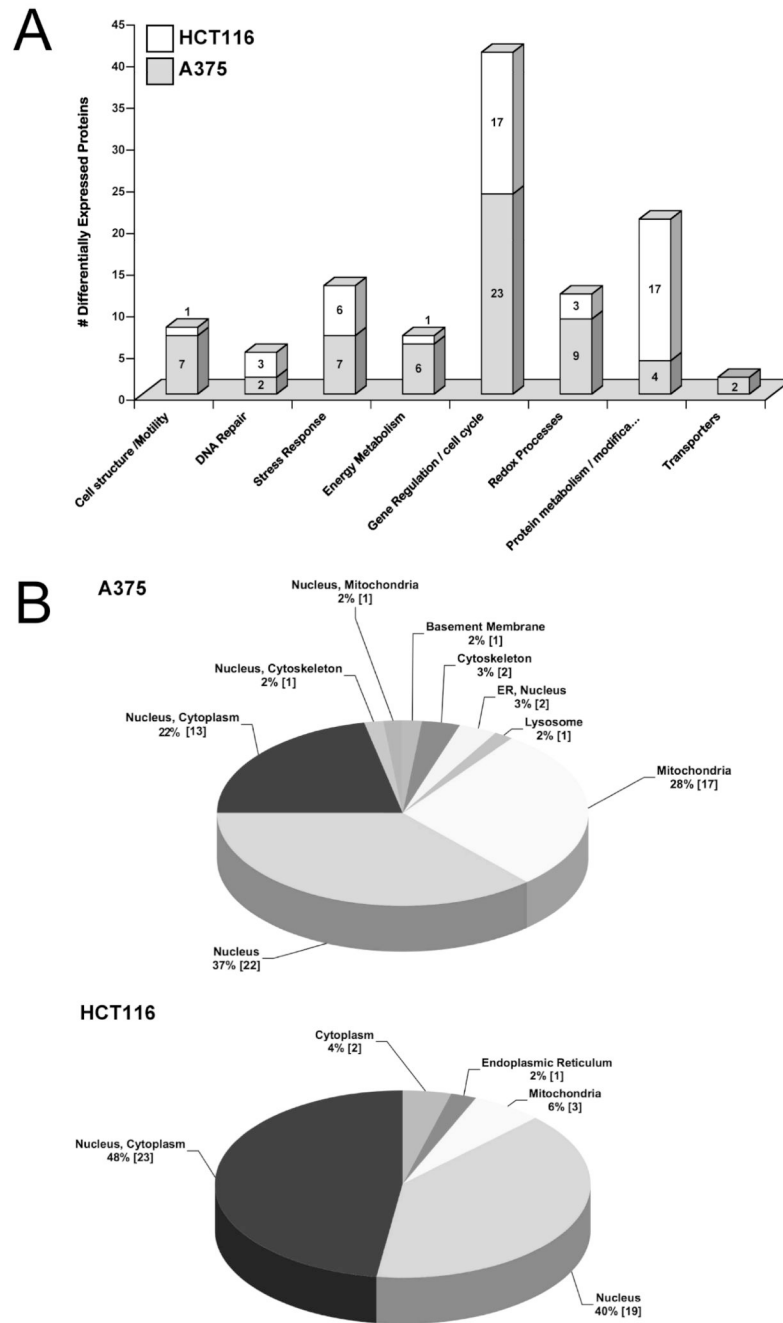 A
HCT116
A375
# Differentially Expressed Proteins
45
40
35
30
25
20
15
10
5
0
1
7
3
2
6
7
1
6
17
23
3
9
17
4
2
Cell structure /Motility
DNA Repair
Stress Response
Energy Metabolism
Gene Regulation / cell cycle
Redox Processes
Protein metabolism / modifica...
Transporters
B
A375
Nucleus, Mitochondria
2% [1]
Basement Membrane
2% [1]
Cytoskeleton
3% [2]
ER, Nucleus
3% [2]
Lysosome
2% [1]
Mitochondria
28% [17]
Nucleus, Cytoskeleton
2% [1]
Nucleus, Cytoplasm
22% [13]
Nucleus
37% [22]
HCT116
Cytoplasm
4% [2]
Endoplasmic Reticulum
2% [1]
Mitochondria
6% [3]
Nucleus, Cytoplasm
48% [23]
Nucleus
40% [19]